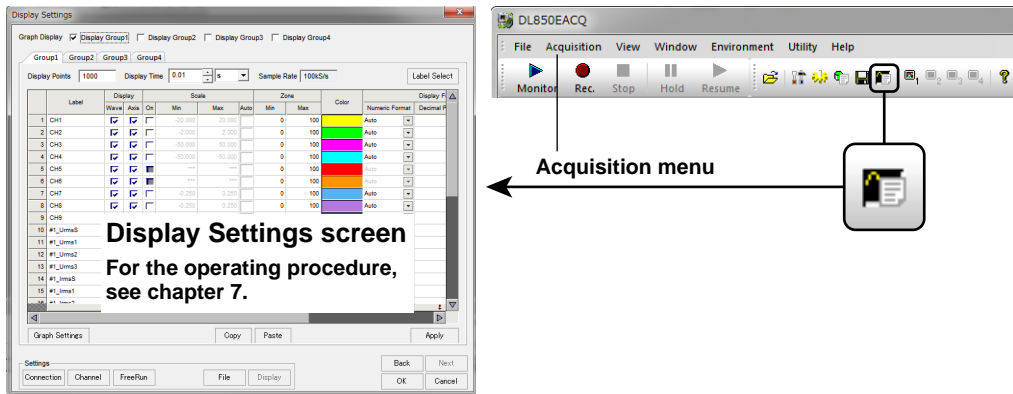 Display Settings
Graph Display Display Group1 Display Group2 Display Group3 Display Group4
Group1 Group2 Group3 Group4
Display Points 1000 Display Time 0.01 s Sample Rate 100kS/s Label Select
Label Display Scale Zone Color Display F
Wave Axis On Min Max Auto Min Max Numeric Format Decimal P
1 CH1 -20.000 20.000 0 100 Auto
2 CH2 -2.000 2.000 0 100 Auto
3 CH3 -50.000 50.000 0 100 Auto
4 CH4 -50.000 50.000 0 100 Auto
5 CH5 *** *** 0 100 Auto
6 CH6 *** *** 0 100 Auto
7 CH7 -0.250 0.250 0 100 Auto
8 CH8 -0.250 0.250 0 100 Auto
9 CH9
10 #1_UrmsS
11 #1_Urms1
12 #1_Urms2
13 #1_Urms3
14 #1_IrmsS
15 #1_Irms1
Display Settings screen
For the operating procedure,
see chapter 7.
Graph Settings Copy Paste Apply
Settings
Connection Channel FreeRun File Display
Back Next
OK Cancel
DL850EACQ
File Acquisition View Window Environment Utility Help
Monitor Rec. Stop Hold Resume 1 2 3 4
Acquisition menu